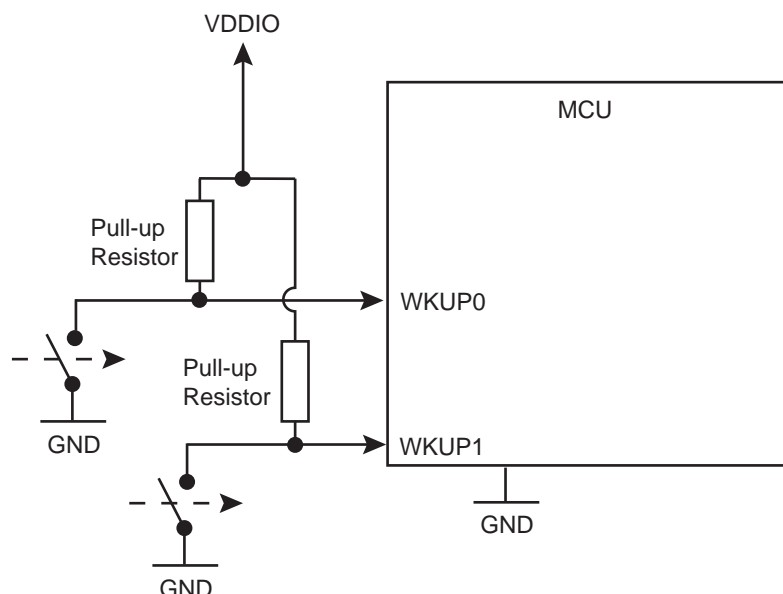 VDDIO
MCU
Pull-up
Resistor
WKUP0
Pull-up
Resistor
GND
WKUP1
GND
GND